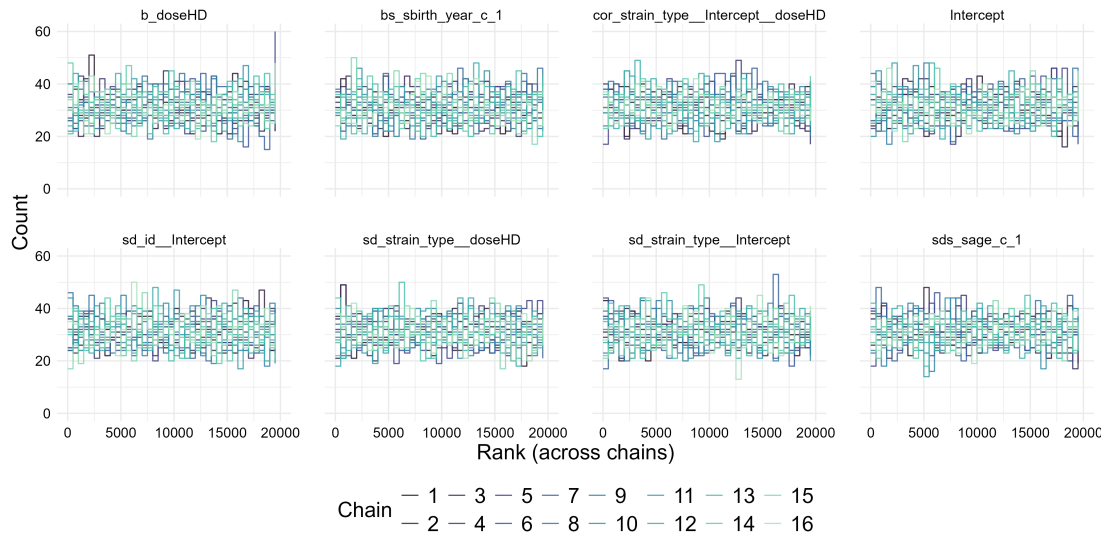 b_doseHD bs_sbirth_year_c_1 cor_strain_type__Intercept__doseHD Intercept
60
40
20
0
Count
sd_id__Intercept sd_strain_type__doseHD sd_strain_type__Intercept sds_sage_c_1
60
40
20
0
0 5000 10000 15000 20000 0 5000 10000 15000 20000 0 5000 10000 15000 20000 0 5000 10000 15000 20000
Rank (across chains)
Chain 1 3 5 7 9 11 13 15
2 4 6 8 10 12 14 16